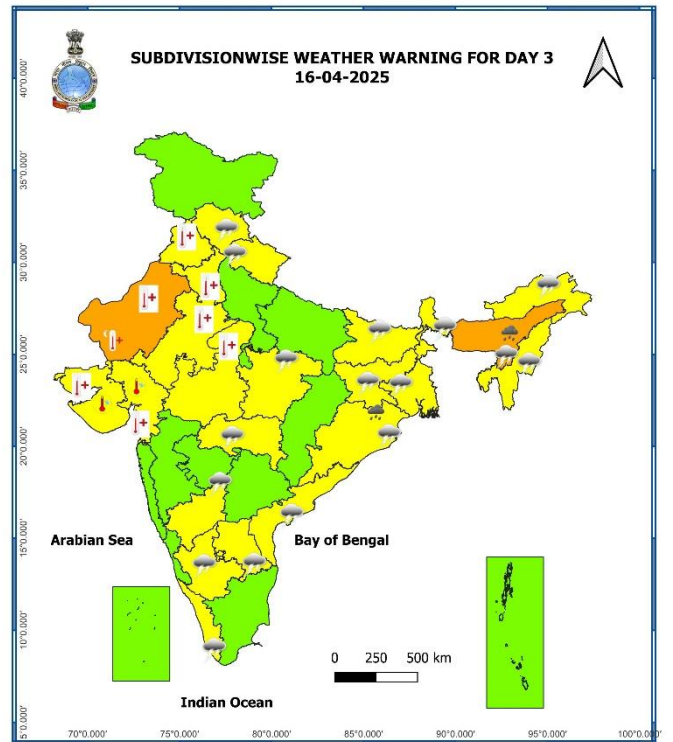 SUBDIVISIONWISE WEATHER WARNING FOR DAY 3
16-04-2025
40°0.000'
35°0.000'
30°0.000'
25°0.000'
20°0.000'
15°0.000'
10°0.000'
5°0.000'
Arabian Sea
Bay of Bengal
0 250 500 km
Indian Ocean
70°0.000' 75°0.000' 80°0.000' 85°0.000' 90°0.000' 95°0.000' 100°0.000'